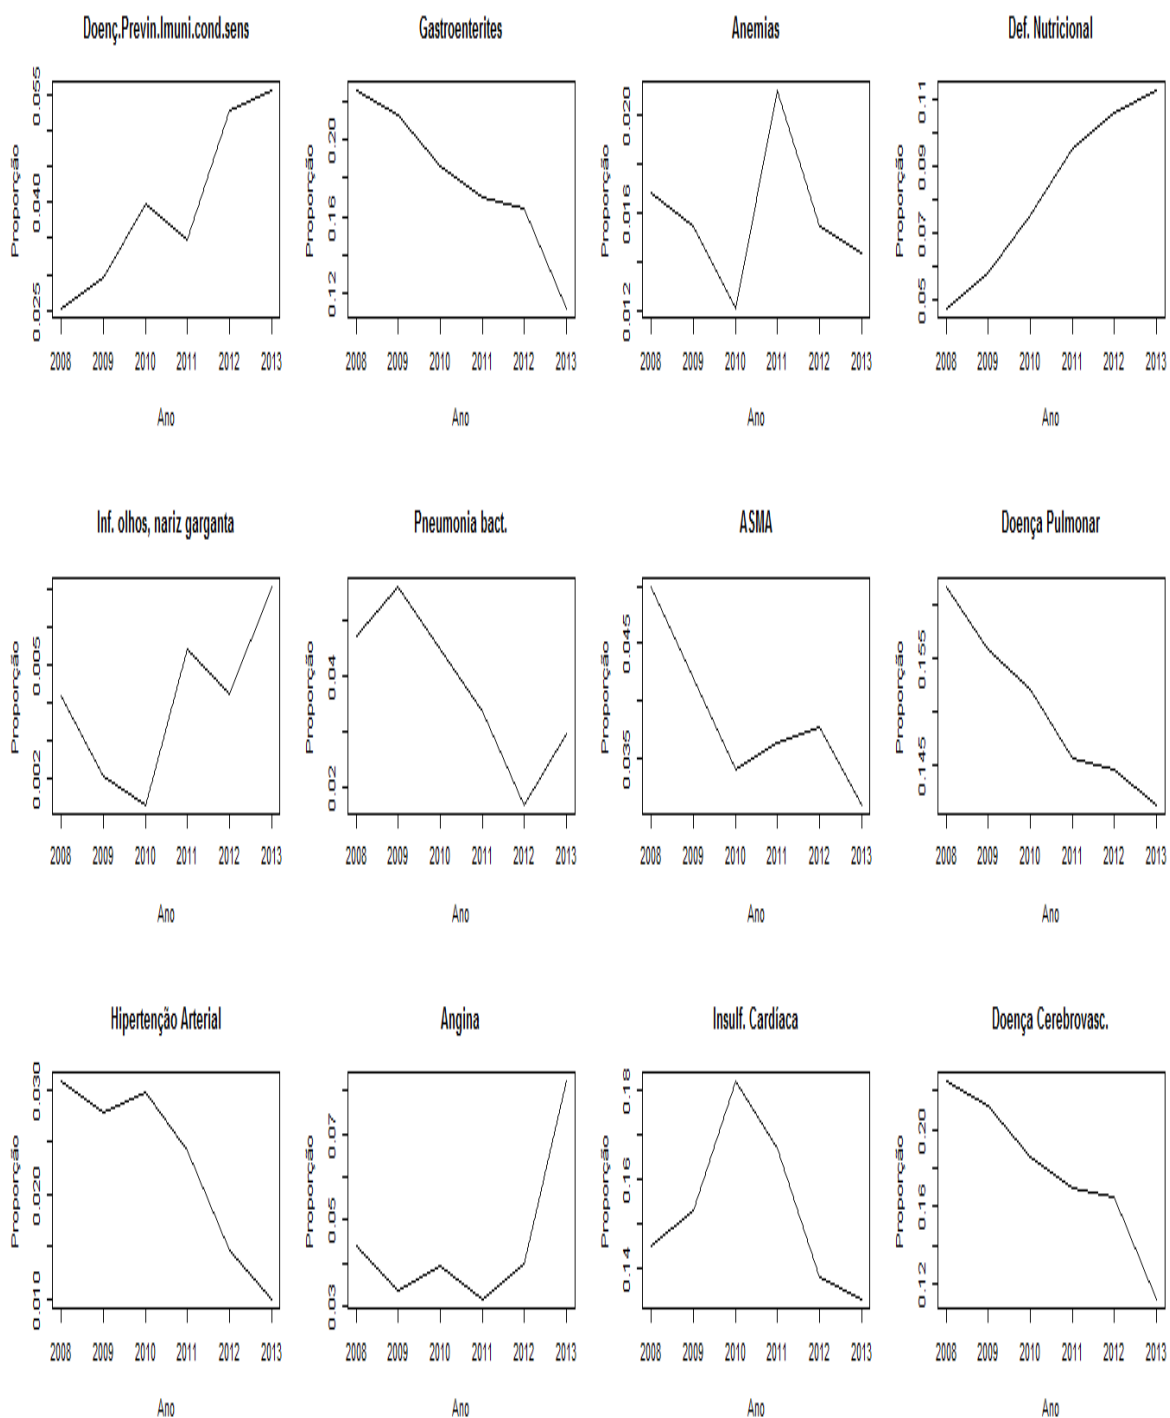 Doenç.Previn.Imuni.cond.sens
Proporção
0.025 0.040 0.055
2008 2009 2010 2011 2012 2013
Ano
Gastroenterites
Proporção
0.12 0.16 0.20
2008 2009 2010 2011 2012 2013
Ano
Anemias
Proporção
0.012 0.016 0.020
2008 2009 2010 2011 2012 2013
Ano
Def. Nutricional
Proporção
0.05 0.07 0.09 0.11
2008 2009 2010 2011 2012 2013
Ano
Inf. olhos, nariz garganta
Proporção
0.002 0.005
2008 2009 2010 2011 2012 2013
Ano
Pneumonia bact.
Proporção
0.02 0.04
2008 2009 2010 2011 2012 2013
Ano
ASMA
Proporção
0.035 0.045
2008 2009 2010 2011 2012 2013
Ano
Doença Pulmonar
Proporção
0.145 0.155
2008 2009 2010 2011 2012 2013
Ano
Hipertenção Arterial
Proporção
0.010 0.020 0.030
2008 2009 2010 2011 2012 2013
Ano
Angina
Proporção
0.03 0.05 0.07
2008 2009 2010 2011 2012 2013
Ano
Insulf. Cardíaca
Proporção
0.14 0.16 0.18
2008 2009 2010 2011 2012 2013
Ano
Doença Cerebrovasc.
Proporção
0.12 0.16 0.20
2008 2009 2010 2011 2012 2013
Ano